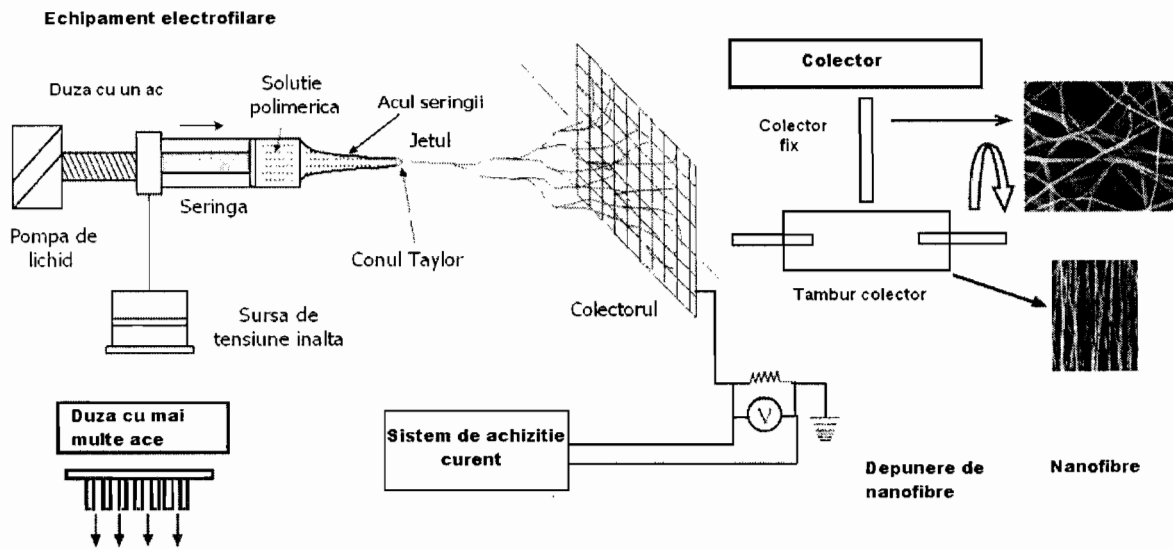 Echipament electrofilare
Duza cu un ac
Solutie
polimerica
Acul seringii
Jetul
Seringa
Pompa de
lichid
Conul Taylor
Sursa de
tensiune inalta
Colectorul
Colector
Colector
fix
Tambur colector
Duza cu mai
multe ace
Sistem de achizitie
curent
V
Depunere de
nanofibre
Nanofibre